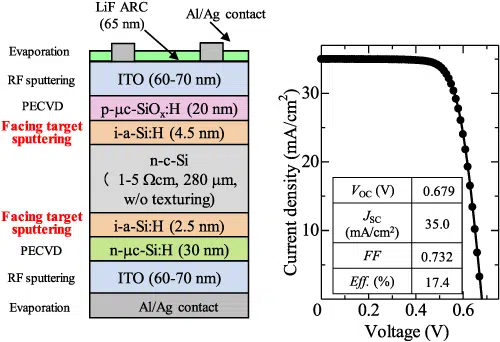 LiF ARC
(65 nm)
Al/Ag contact
Evaporation
RF sputtering
ITO (60-70 nm)
PECVD
p-μc-SiOx:H (20 nm)
Facing target
sputtering
i-a-Si:H (4.5 nm)
n-c-Si
( 1-5 Ωcm, 280 μm,
w/o texturing)
Facing target
sputtering
i-a-Si:H (2.5 nm)
PECVD
n-μc-Si:H (30 nm)
RF sputtering
ITO (60-70 nm)
Evaporation
Al/Ag contact
Current density (mA/cm2)
30
20
10
0
VOC (V)
0.679
JSC
(mA/cm2)
35.0
FF
0.732
Eff. (%)
17.4
0.2
0.4
0.6
Voltage (V)